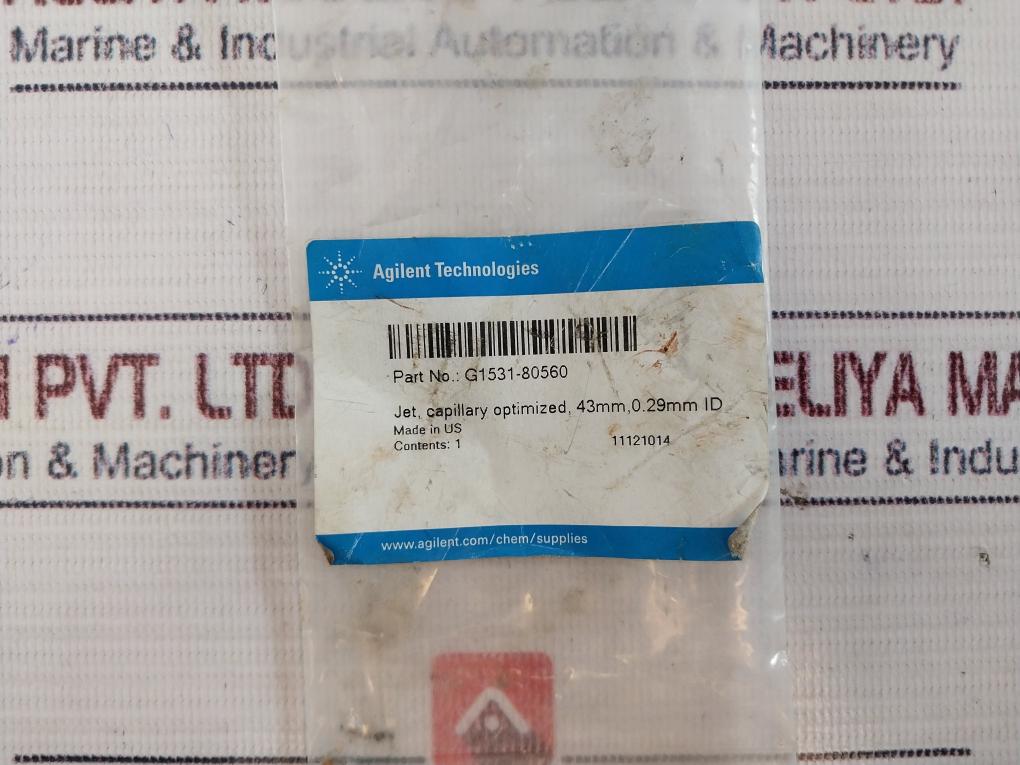 Marine & Industrial Automation & Machinery
Agilent Technologies
Part No.: G1531-80560
Jet, capillary optimized, 43mm,0.29mm ID
Made in US
Contents: 1 11121014
www.agilent.com/chem/supplies
PVT. LTD
ELIYA MA
n & Machinery
arine & Indu